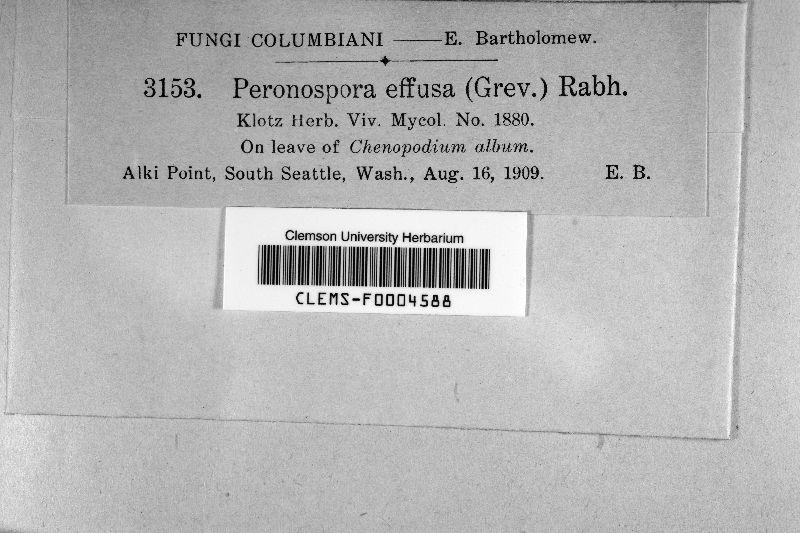 FUNGI COLUMBIANI —— E. Bartholomew.
3153. Peronospora effusa (Grev.) Rabh.
Klotz Herb. Viv. Mycol. No. 1880.
On leave of Chenopodium album.
Alki Point, South Seattle, Wash., Aug. 16, 1909. E. B.
Clemson University Herbarium
CLEMS-F0004588